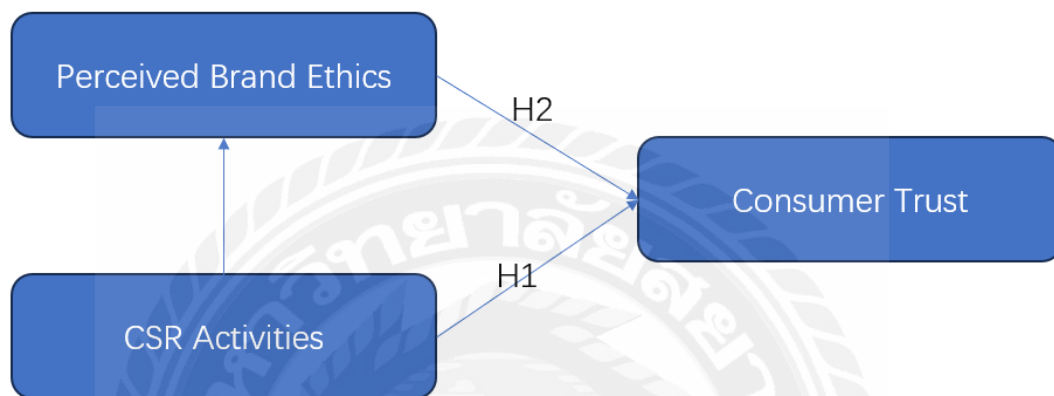 Perceived Brand Ethics
H2
Consumer Trust
H1
CSR Activities